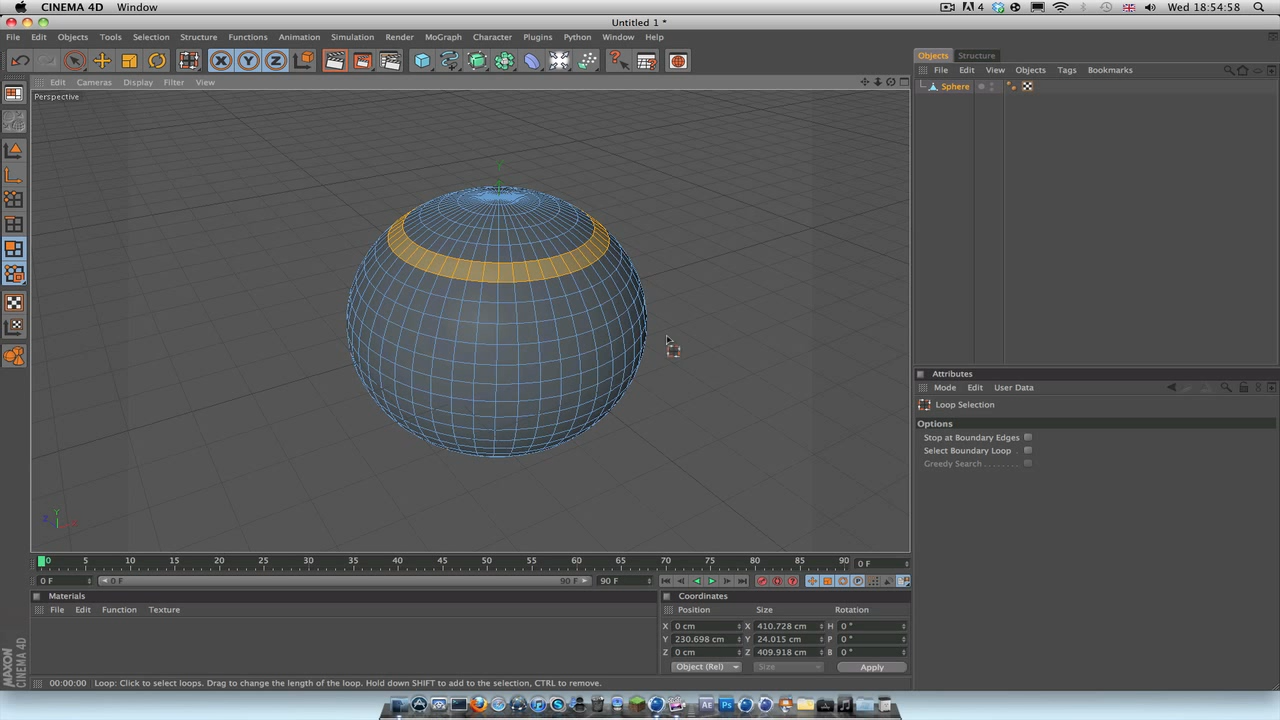 CINEMA 4D Window 4 Wed 18:54:58
Untitled 1 *
File Edit Objects Tools Selection Structure Functions Animation Simulation Render MoGraph Character Plugins Python Window Help
X Y Z
Edit Cameras Display Filter View
Perspective
Y
Objects Structure
File Edit View Objects Tags Bookmarks
Sphere
Attributes
Mode Edit User Data
Loop Selection
Options
Stop at Boundary Edges
Select Boundary Loop
Greedy Search . . . . . . . .
Y
Z X
0 5 10 15 20 25 30 35 40 45 50 55 60 65 70 75 80 85 90 0 F
0 F 0 F 90 F 90 F
Materials
File Edit Function Texture
Coordinates
Position Size Rotation
X 0 cm X 410.728 cm H 0 °
Y 230.698 cm Y 24.015 cm P 0 °
Z 0 cm Z 409.918 cm B 0 °
Object (Rel) Size Apply
MAXON CINEMA 4D
00:00:00 Loop: Click to select loops. Drag to change the length of the loop. Hold down SHIFT to add to the selection, CTRL to remove.
AE Ps